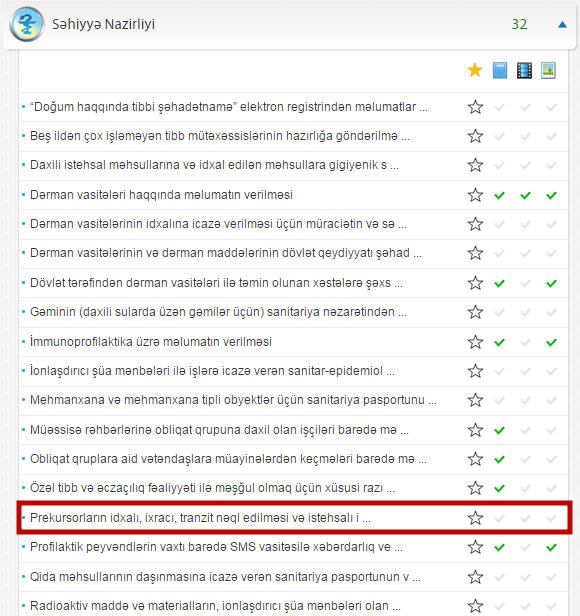 Səhiyyə Nazirliyi 32
“Doğum haqqında tibbi şəhadətnamə” elektron registrindən məlumatlar ...
Beş ildən çox işləməyən tibb mütəxəssislərinin hazırlığa göndərilmə ...
Daxili istehsal məhsullarına və idxal edilən məhsullara gigiyenik s ...
Dərman vasitələri haqqında məlumatın verilməsi
Dərman vasitələrinin idxalına icazə verilməsi üçün müraciətin və sə ...
Dərman vasitələrinin və dərman maddələrinin dövlət qeydiyyatı şəhad ...
Dövlət tərəfindən dərman vasitələri ilə təmin olunan xəstələrə şəxs ...
Gəminin (daxili sularda üzən gəmilər üçün) sanitariya nəzarətindən ...
İmmunoprofilaktika üzrə məlumatın verilməsi
İonlaşdırıcı şüa mənbələri ilə işlərə icazə verən sanitar-epidemiol ...
Mehmanxana və mehmanxana tipli obyektlər üçün sanitariya pasportunu ...
Müəssisə rəhbərlərinə obliqat qrupuna daxil olan işçiləri barədə mə ...
Obliqat qruplara aid vətəndaşlara müayinələrdən keçmələri barədə mə ...
Özəl tibb və əczaçılıq fəaliyyəti ilə məşğul olmaq üçün xüsusi razı ...
Prekursorların idxalı, ixracı, tranzit nəql edilməsi və istehsalı i ...
Profilaktik peyvəndlərin vaxtı barədə SMS vasitəsilə xəbərdarlıq ve ...
Qida məhsullarının daşınmasına icazə verən sanitariya pasportunun v ...
Radioaktiv maddə və materialların, ionlaşdırıcı şüa mənbələri olan ...